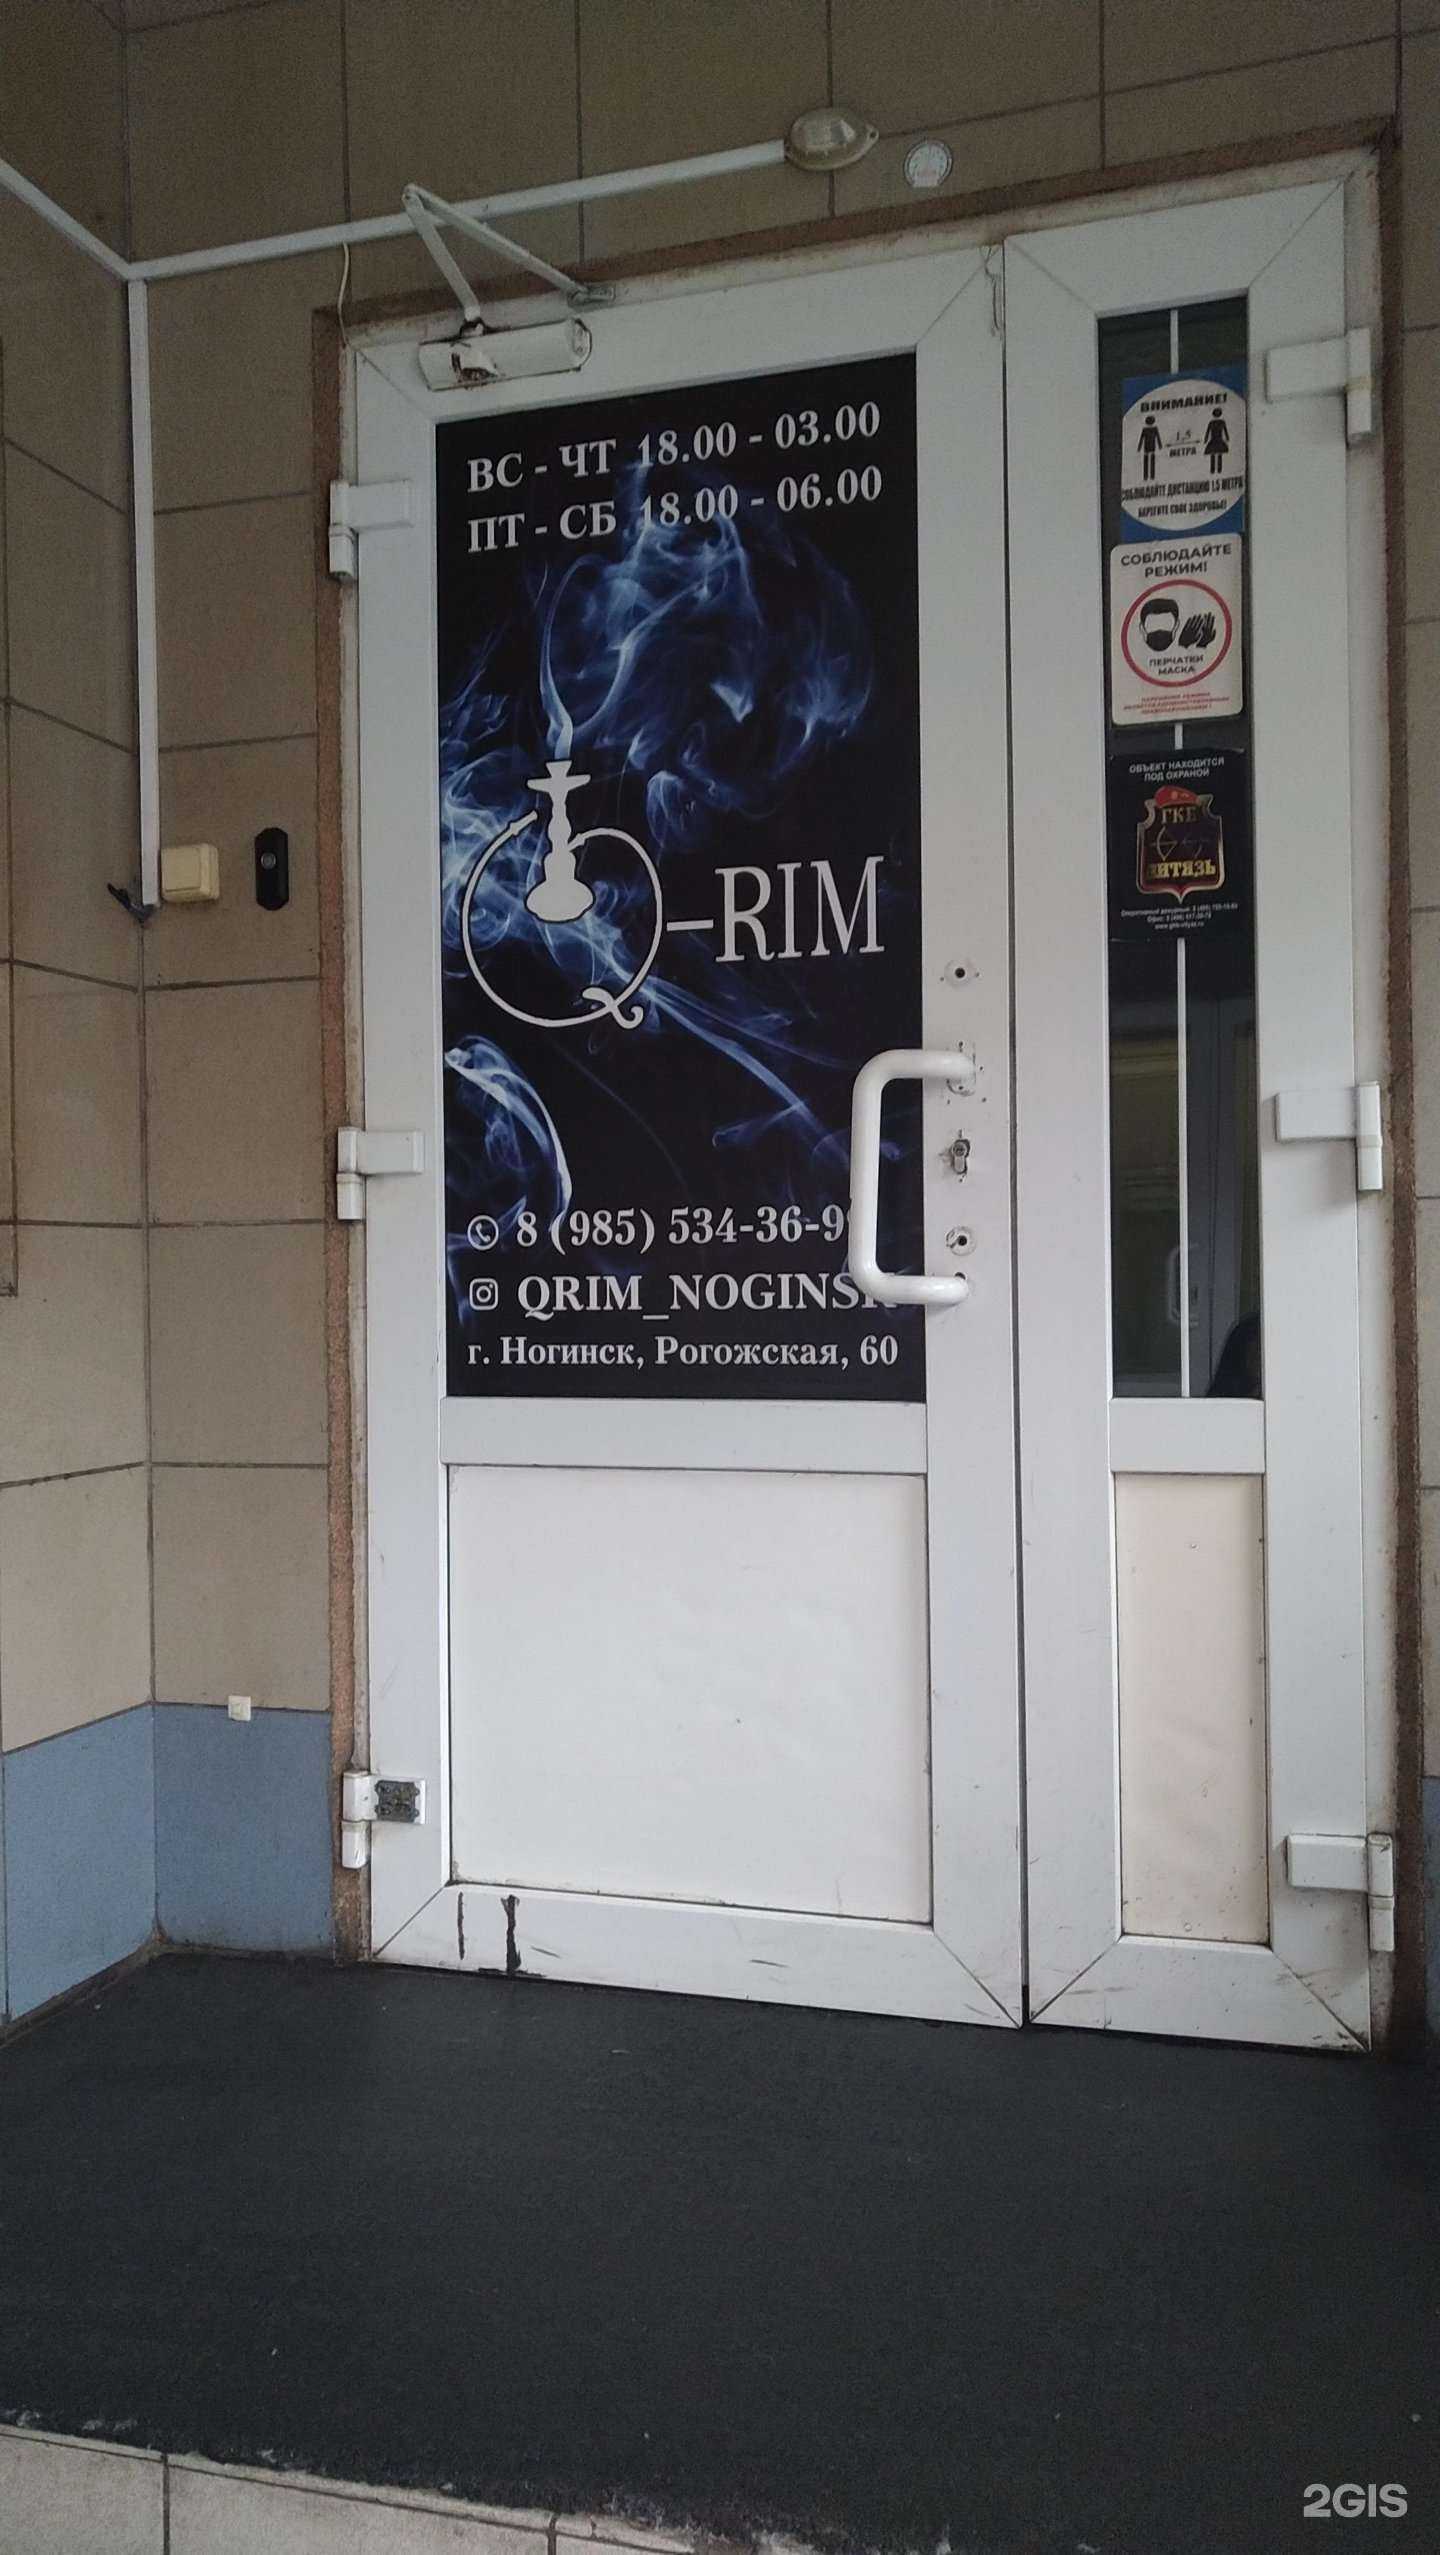 ВС - ЧТ 18.00 - 03.00
ПТ - СБ 18.00 - 06.00
Q-RIM
8 (985) 534-36-9
QRIM_NOGINSK
г. Ногинск, Рогожская, 60
ВНИМАНИЕ!
1,5
МЕТРА
СОБЛЮДАЙТЕ ДИСТАНЦИЮ 1,5 МЕТРА
БЕРЕГИТЕ СВОЕ ЗДОРОВЬЕ!
СОБЛЮДАЙТЕ
РЕЖИМ!
ПЕРЧАТКИ
МАСКА
ОБЪЕКТ НАХОДИТСЯ
ПОД ОХРАНОЙ
ГКБ
ВИТЯЗЬ
2GIS